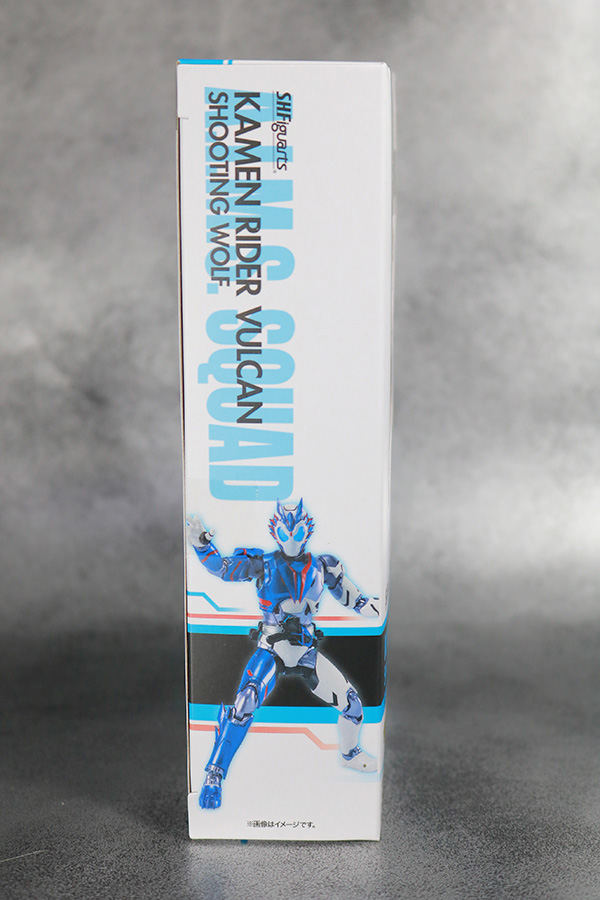 S.H.Figuarts
KAMEN RIDER VULCAN
SHOOTING WOLF
A.I.M.S. SQUAD
※画像はイメージです。